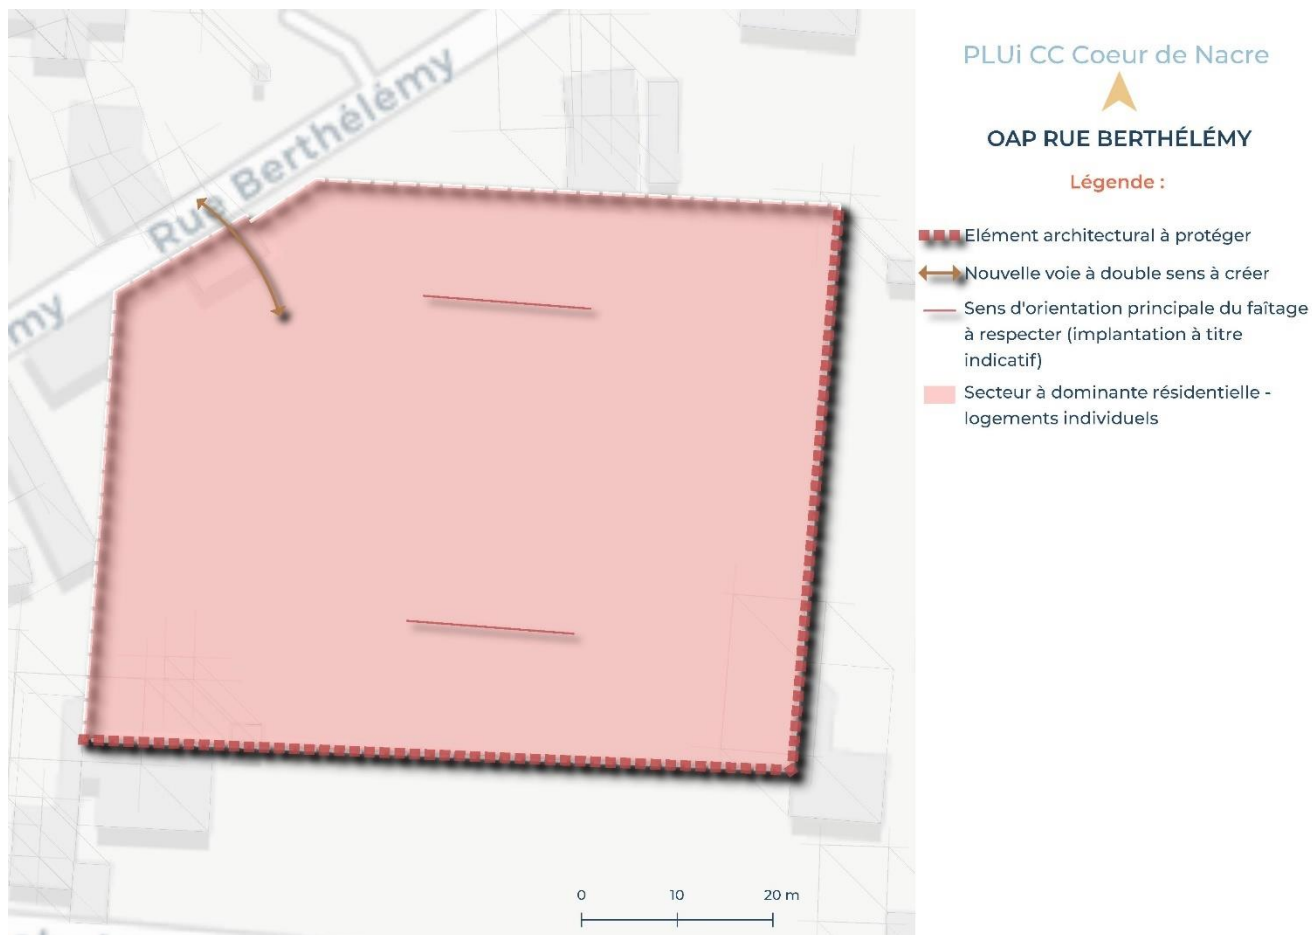 Rue Berthélémy
my
0 10 20 m
PLUi CC Coeur de Nacre
OAP RUE BERTHÉLÉMY
Légende :
Elément architectural à protéger
Nouvelle voie à double sens à créer
Sens d'orientation principale du faîtage
à respecter (implantation à titre
indicatif)
Secteur à dominante résidentielle -
logements individuels